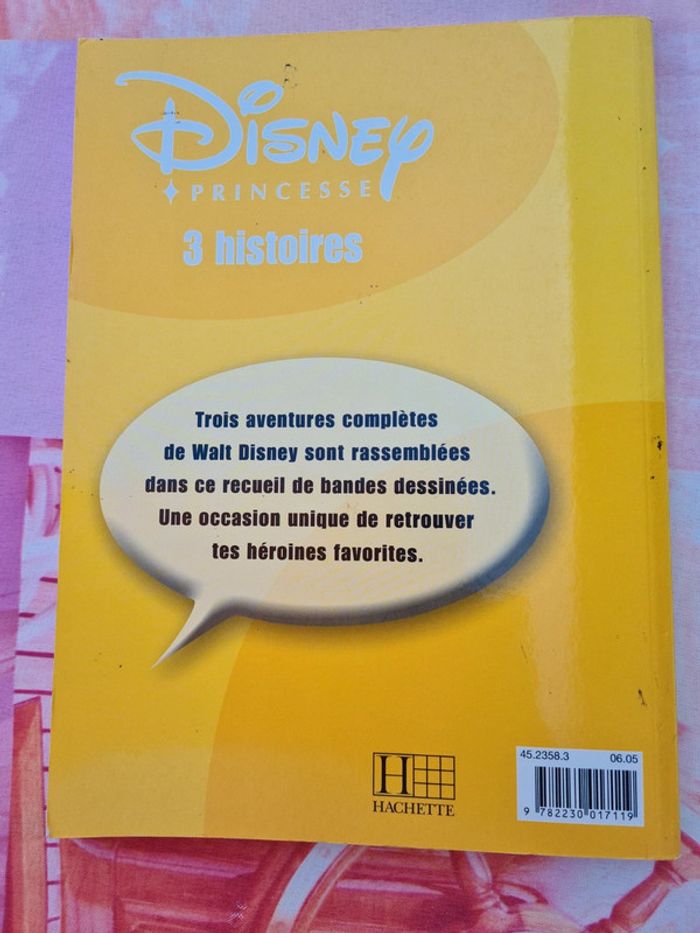 Disney
PRINCESSE
3 histoires
Trois aventures complètes
de Walt Disney sont rassemblées
dans ce recueil de bandes dessinées.
Une occasion unique de retrouver
tes héroines favorites.
H
HACHETTE
45.2358.3 06.05
9 782230 017119